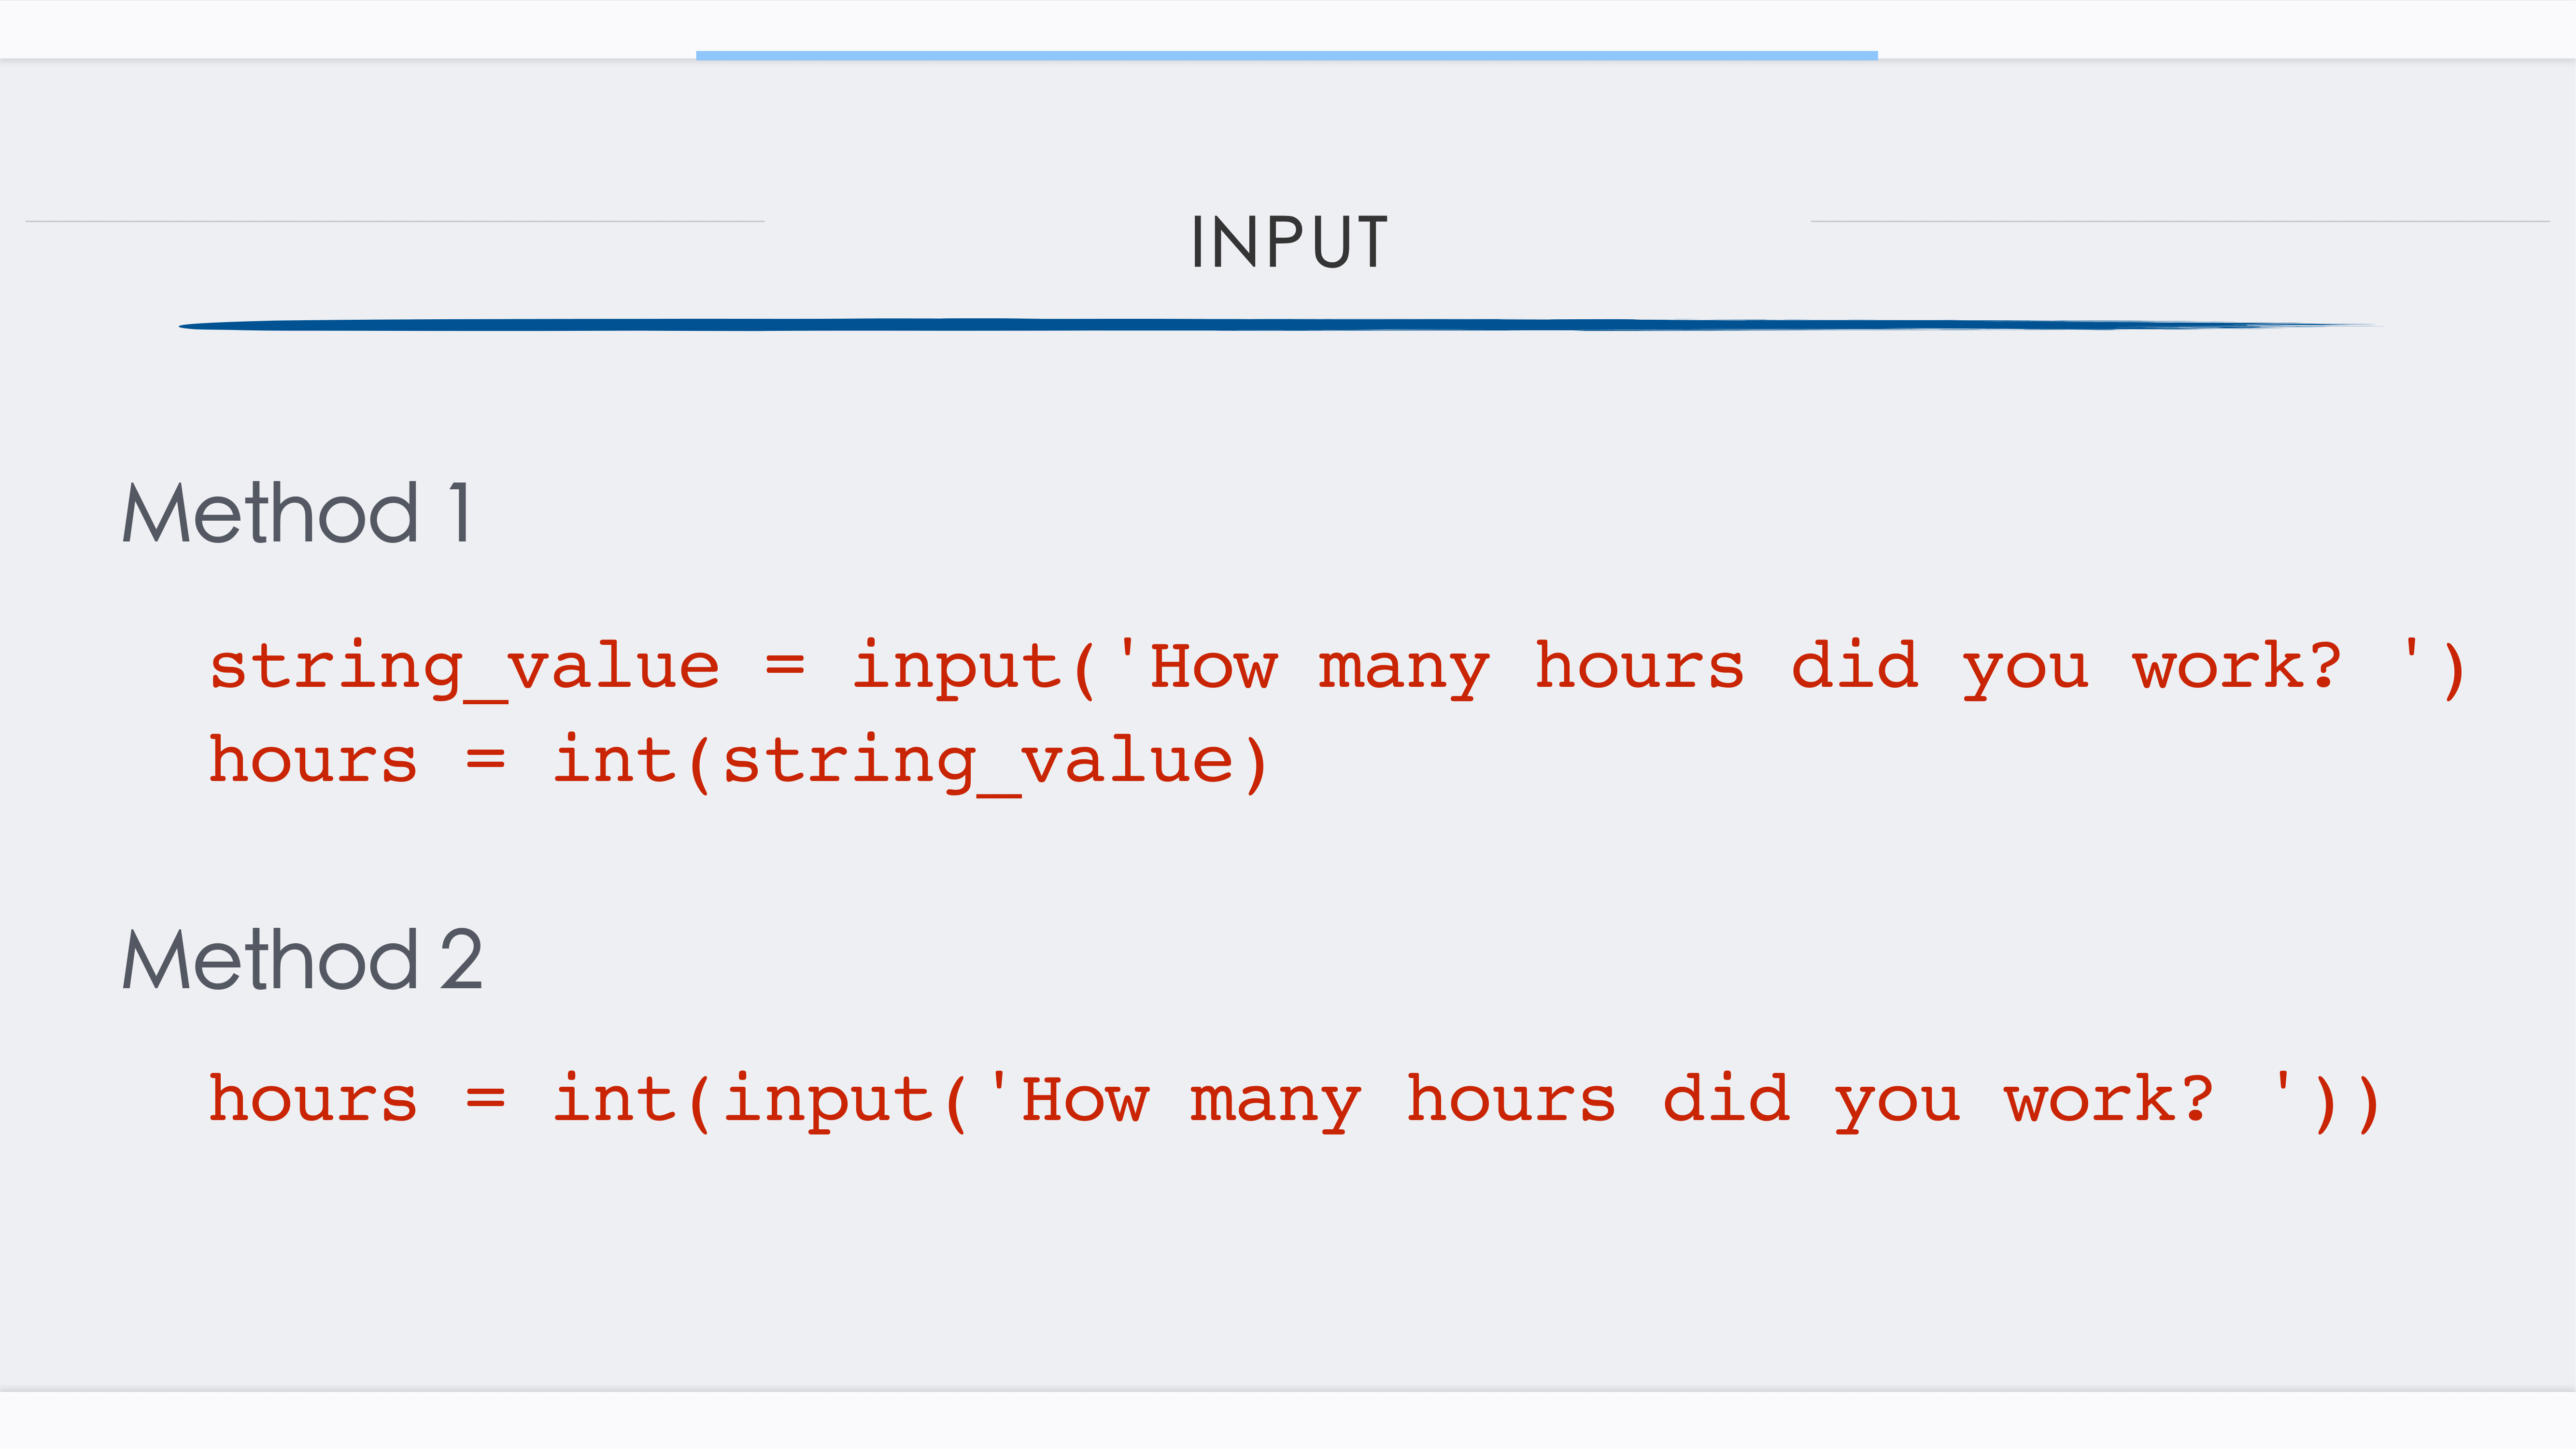 INPUT
Method 1
string_value = input('How many hours did you work? ')
hours = int(string_value)
Method 2
hours = int(input('How many hours did you work? '))